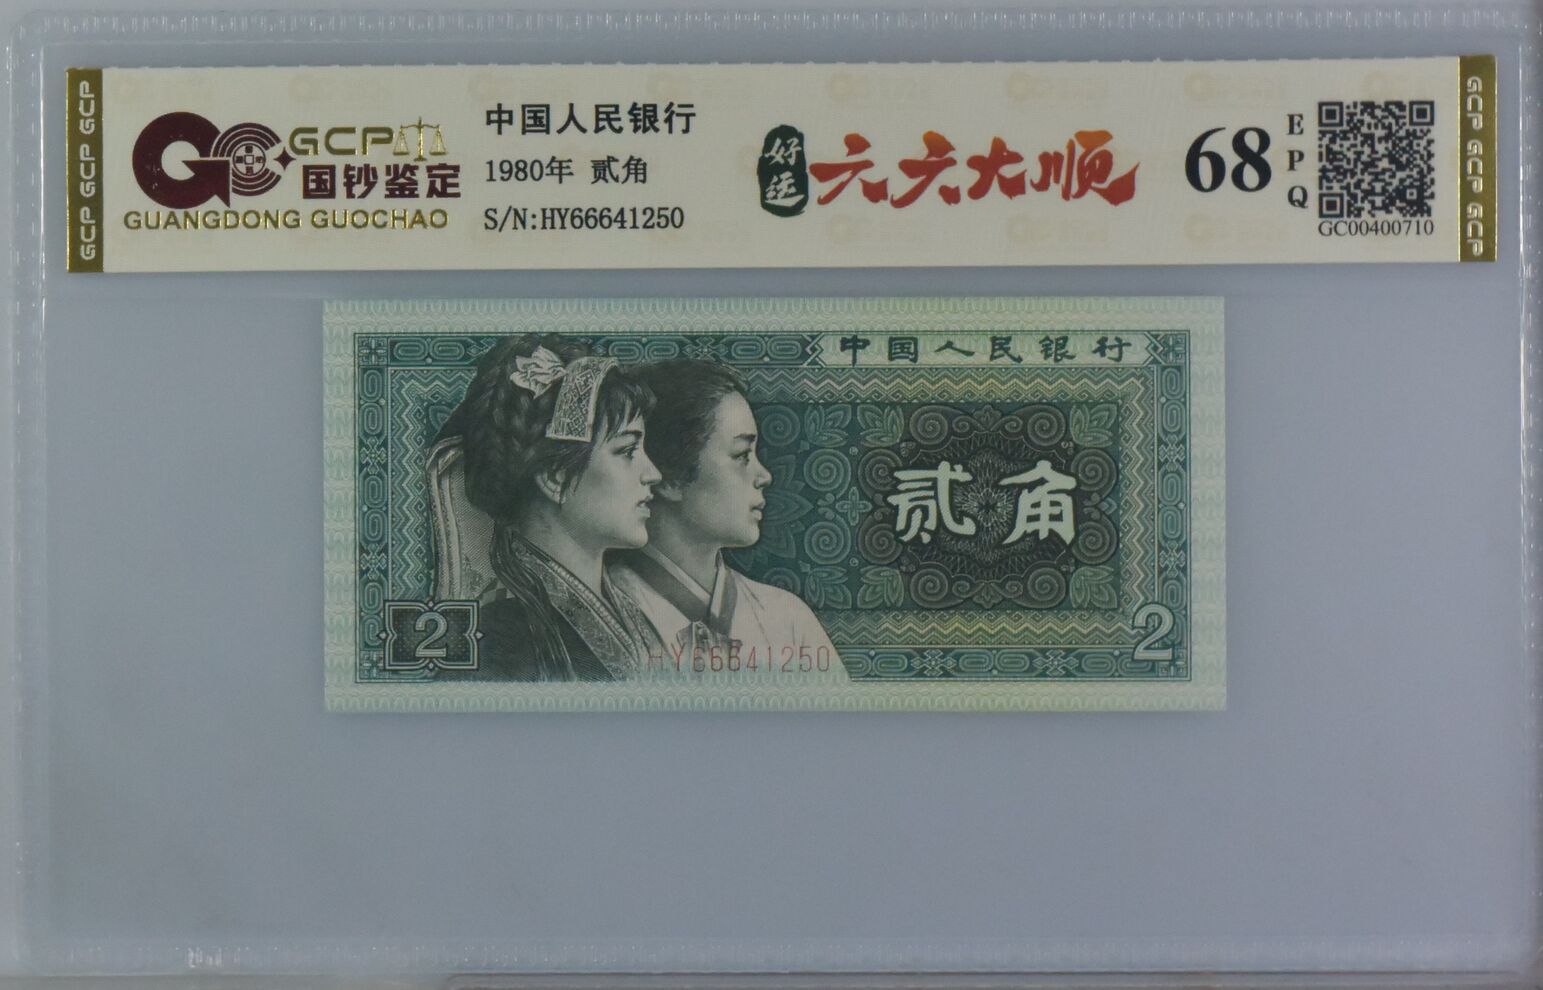 GCP GCP GCP
GCP
国钞鉴定
GUANGDONG GUOCHAO
中国人民银行
1980年 贰角
S/N:HY66641250
好运
六六大顺
68
EPQ
GC00400710
GCP GCP GCP
中国人民银行
贰角
2
HY66641250
2